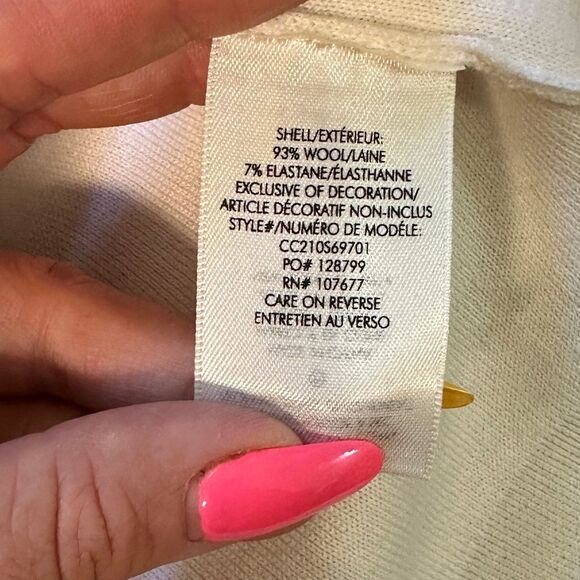 SHELL/EXTÉRIEUR:
93% WOOL/LAINE
7% ELASTANE/ÉLASTHANNE
EXCLUSIVE OF DECORATION/
ARTICLE DÉCORATIF NON-INCLUS
STYLE#/NUMÉRO DE MODÉLE:
CC210S69701
PO# 128799
RN# 107677
CARE ON REVERSE
ENTRETIEN AU VERSO